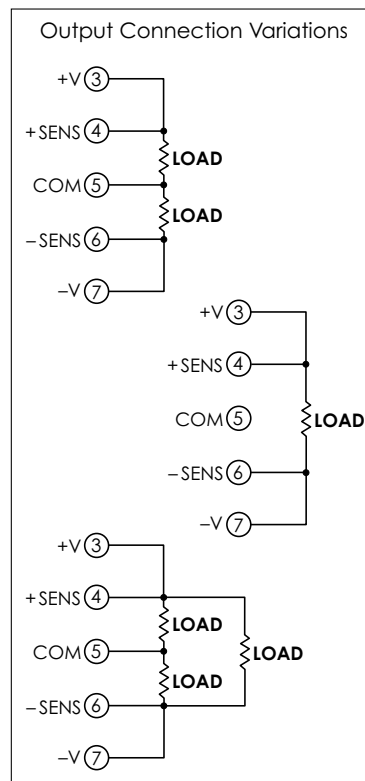 Output Connection Variations
+V 3
+SENS 4
LOAD
COM 5
LOAD
–SENS 6
–V 7
+V 3
+SENS 4
COM 5
LOAD
–SENS 6
–V 7
+V 3
+SENS 4
LOAD
COM 5
LOAD
LOAD
–SENS 6
–V 7